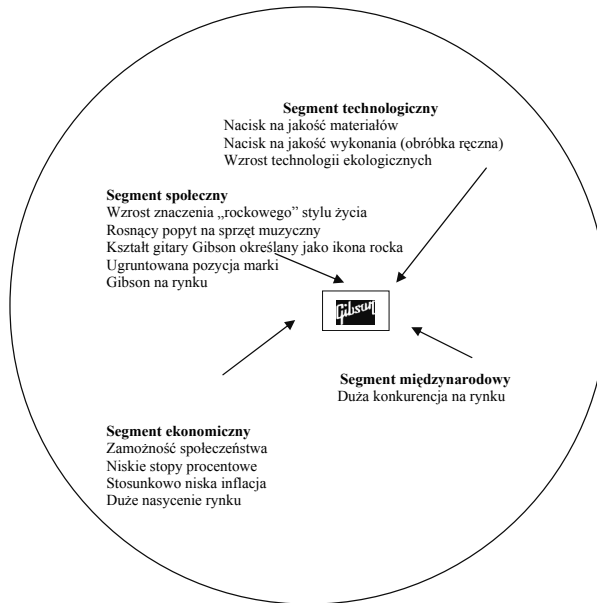 Segment technologiczny
Nacisk na jakość materiałów
Nacisk na jakość wykonania (obróbka ręczna)
Wzrost technologii ekologicznych
Segment społeczny
Wzrost znaczenia „rockowego” stylu życia
Rosnący popyt na sprzęt muzyczny
Kształt gitary Gibson określany jako ikona rocka
Ugruntowana pozycja marki
Gibson na rynku
Gibson
Segment międzynarodowy
Duża konkurencja na rynku
Segment ekonomiczny
Zamożność społeczeństwa
Niskie stopy procentowe
Stosunkowo niska inflacja
Duże nasycenie rynku